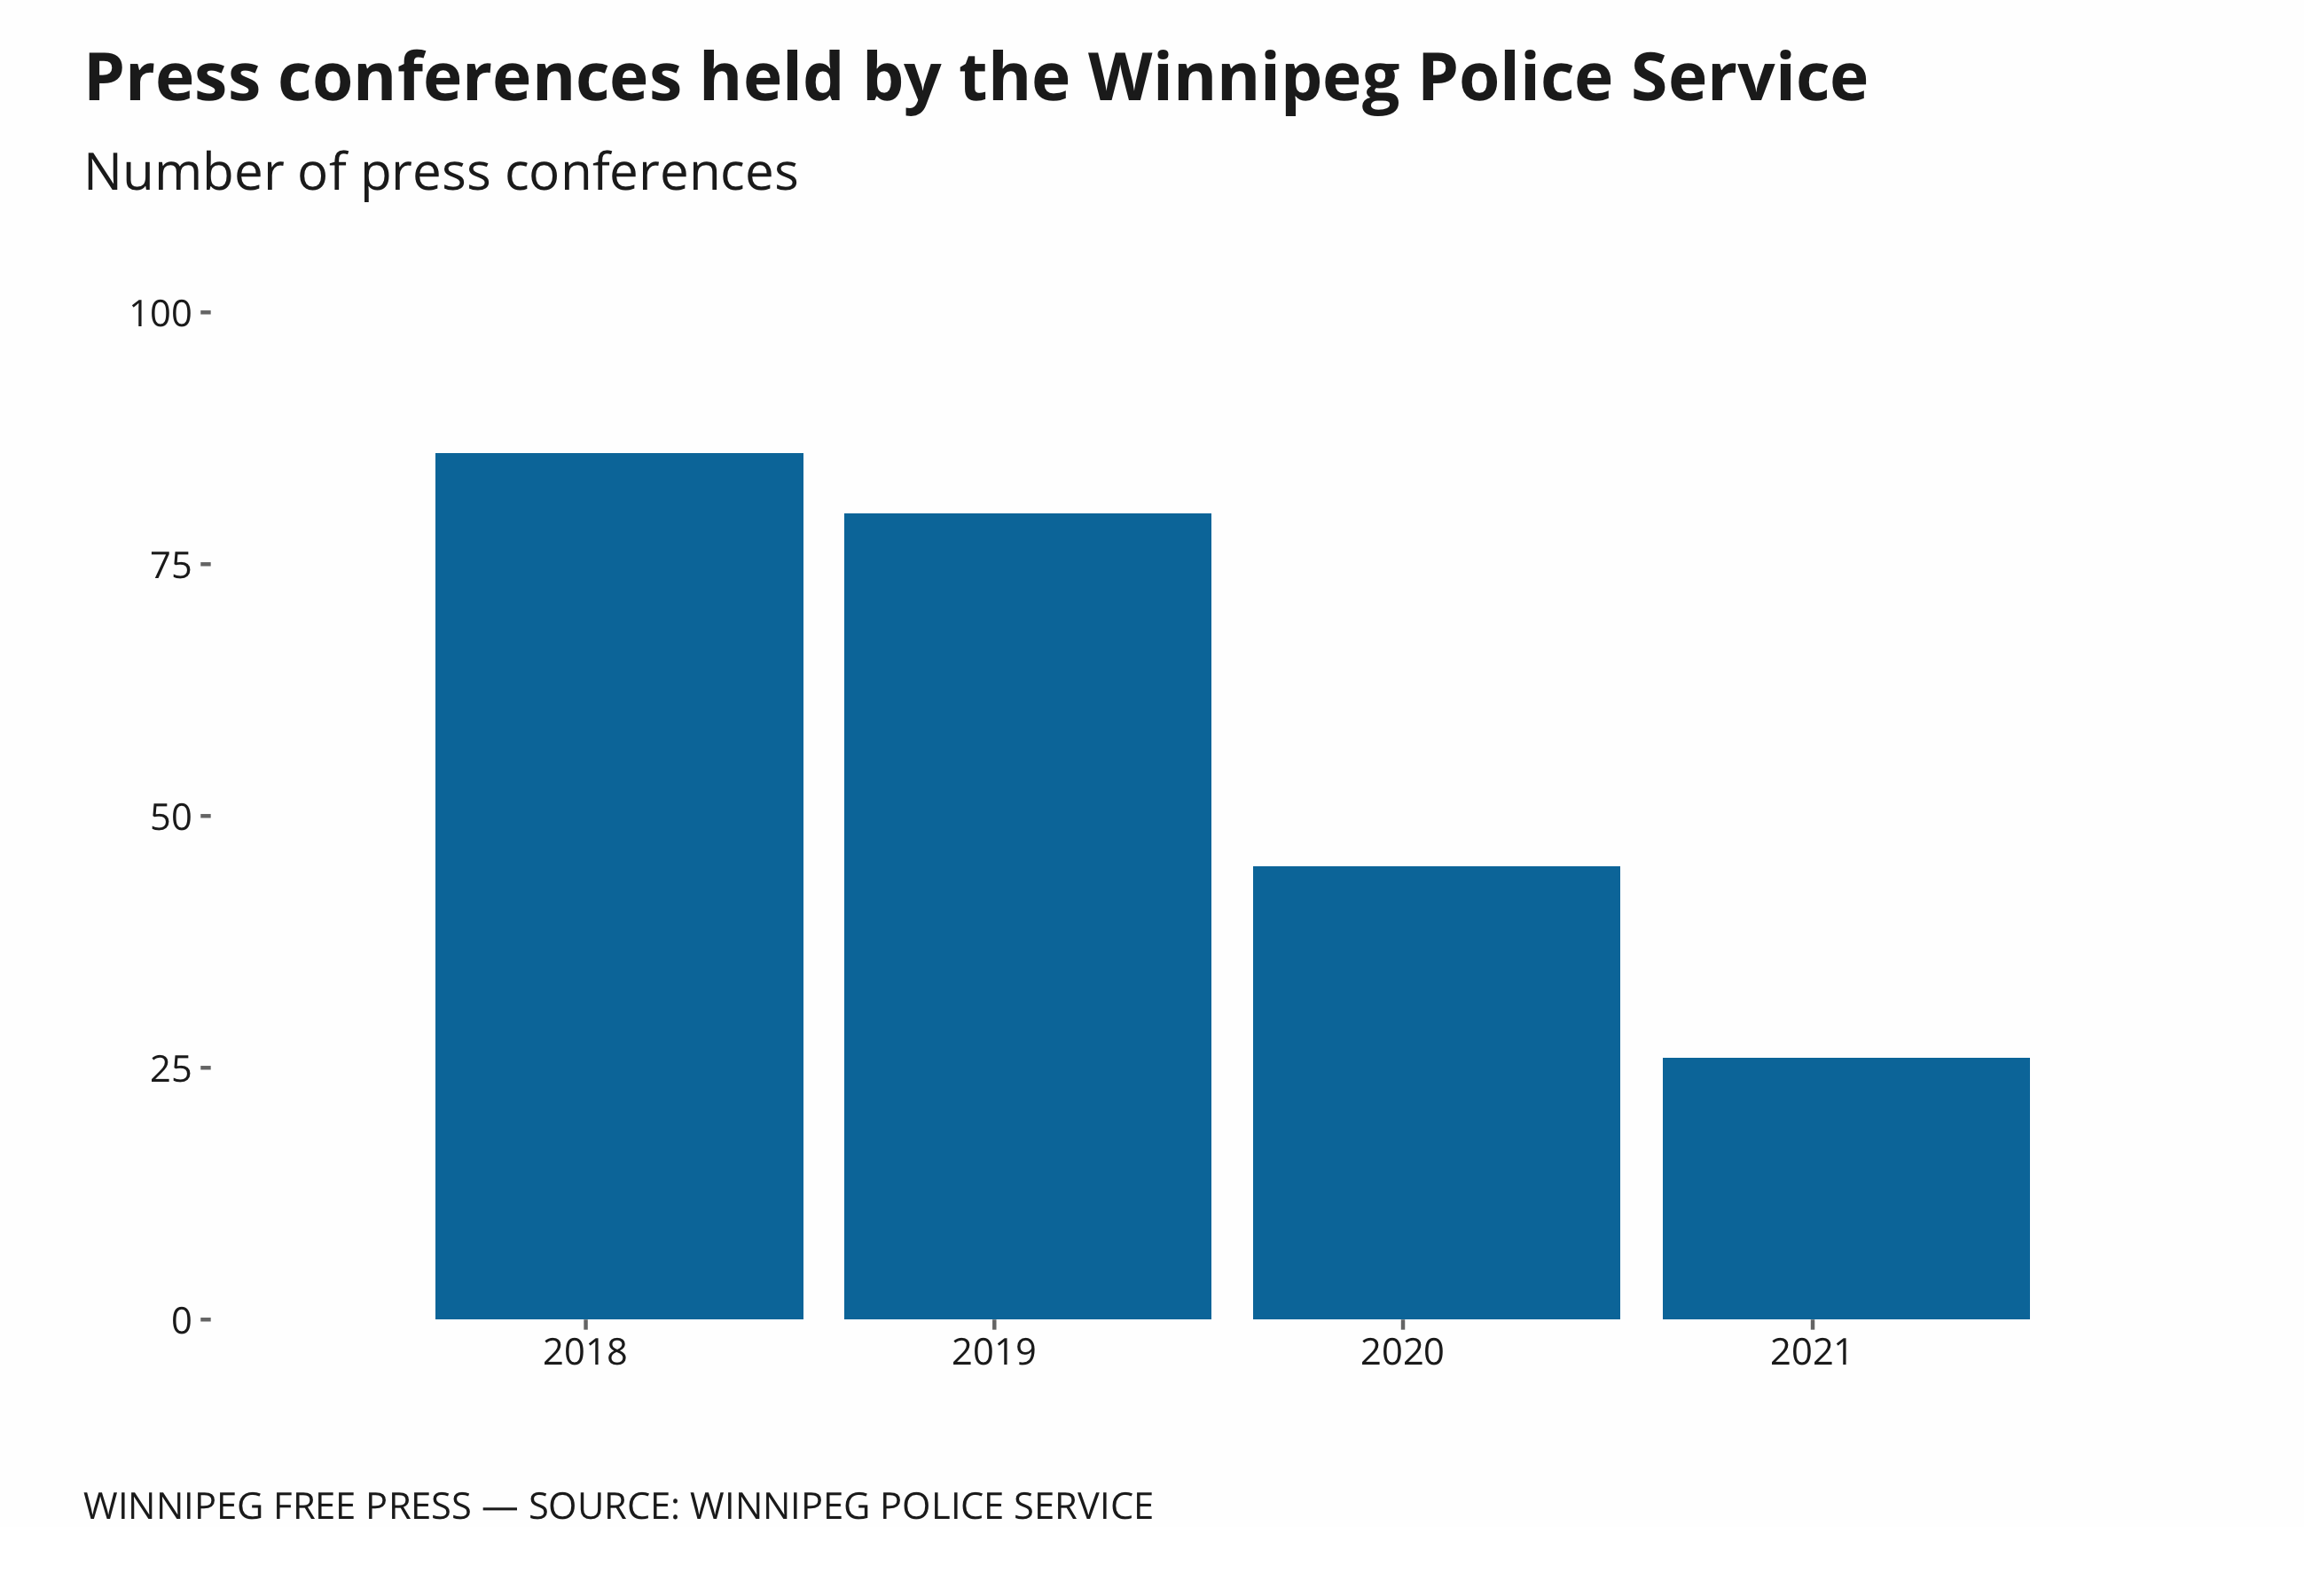 Press conferences held by the Winnipeg Police Service
Number of press conferences
100
75
50
25
0
2018 2019 2020 2021
WINNIPEG FREE PRESS — SOURCE: WINNIPEG POLICE SERVICE